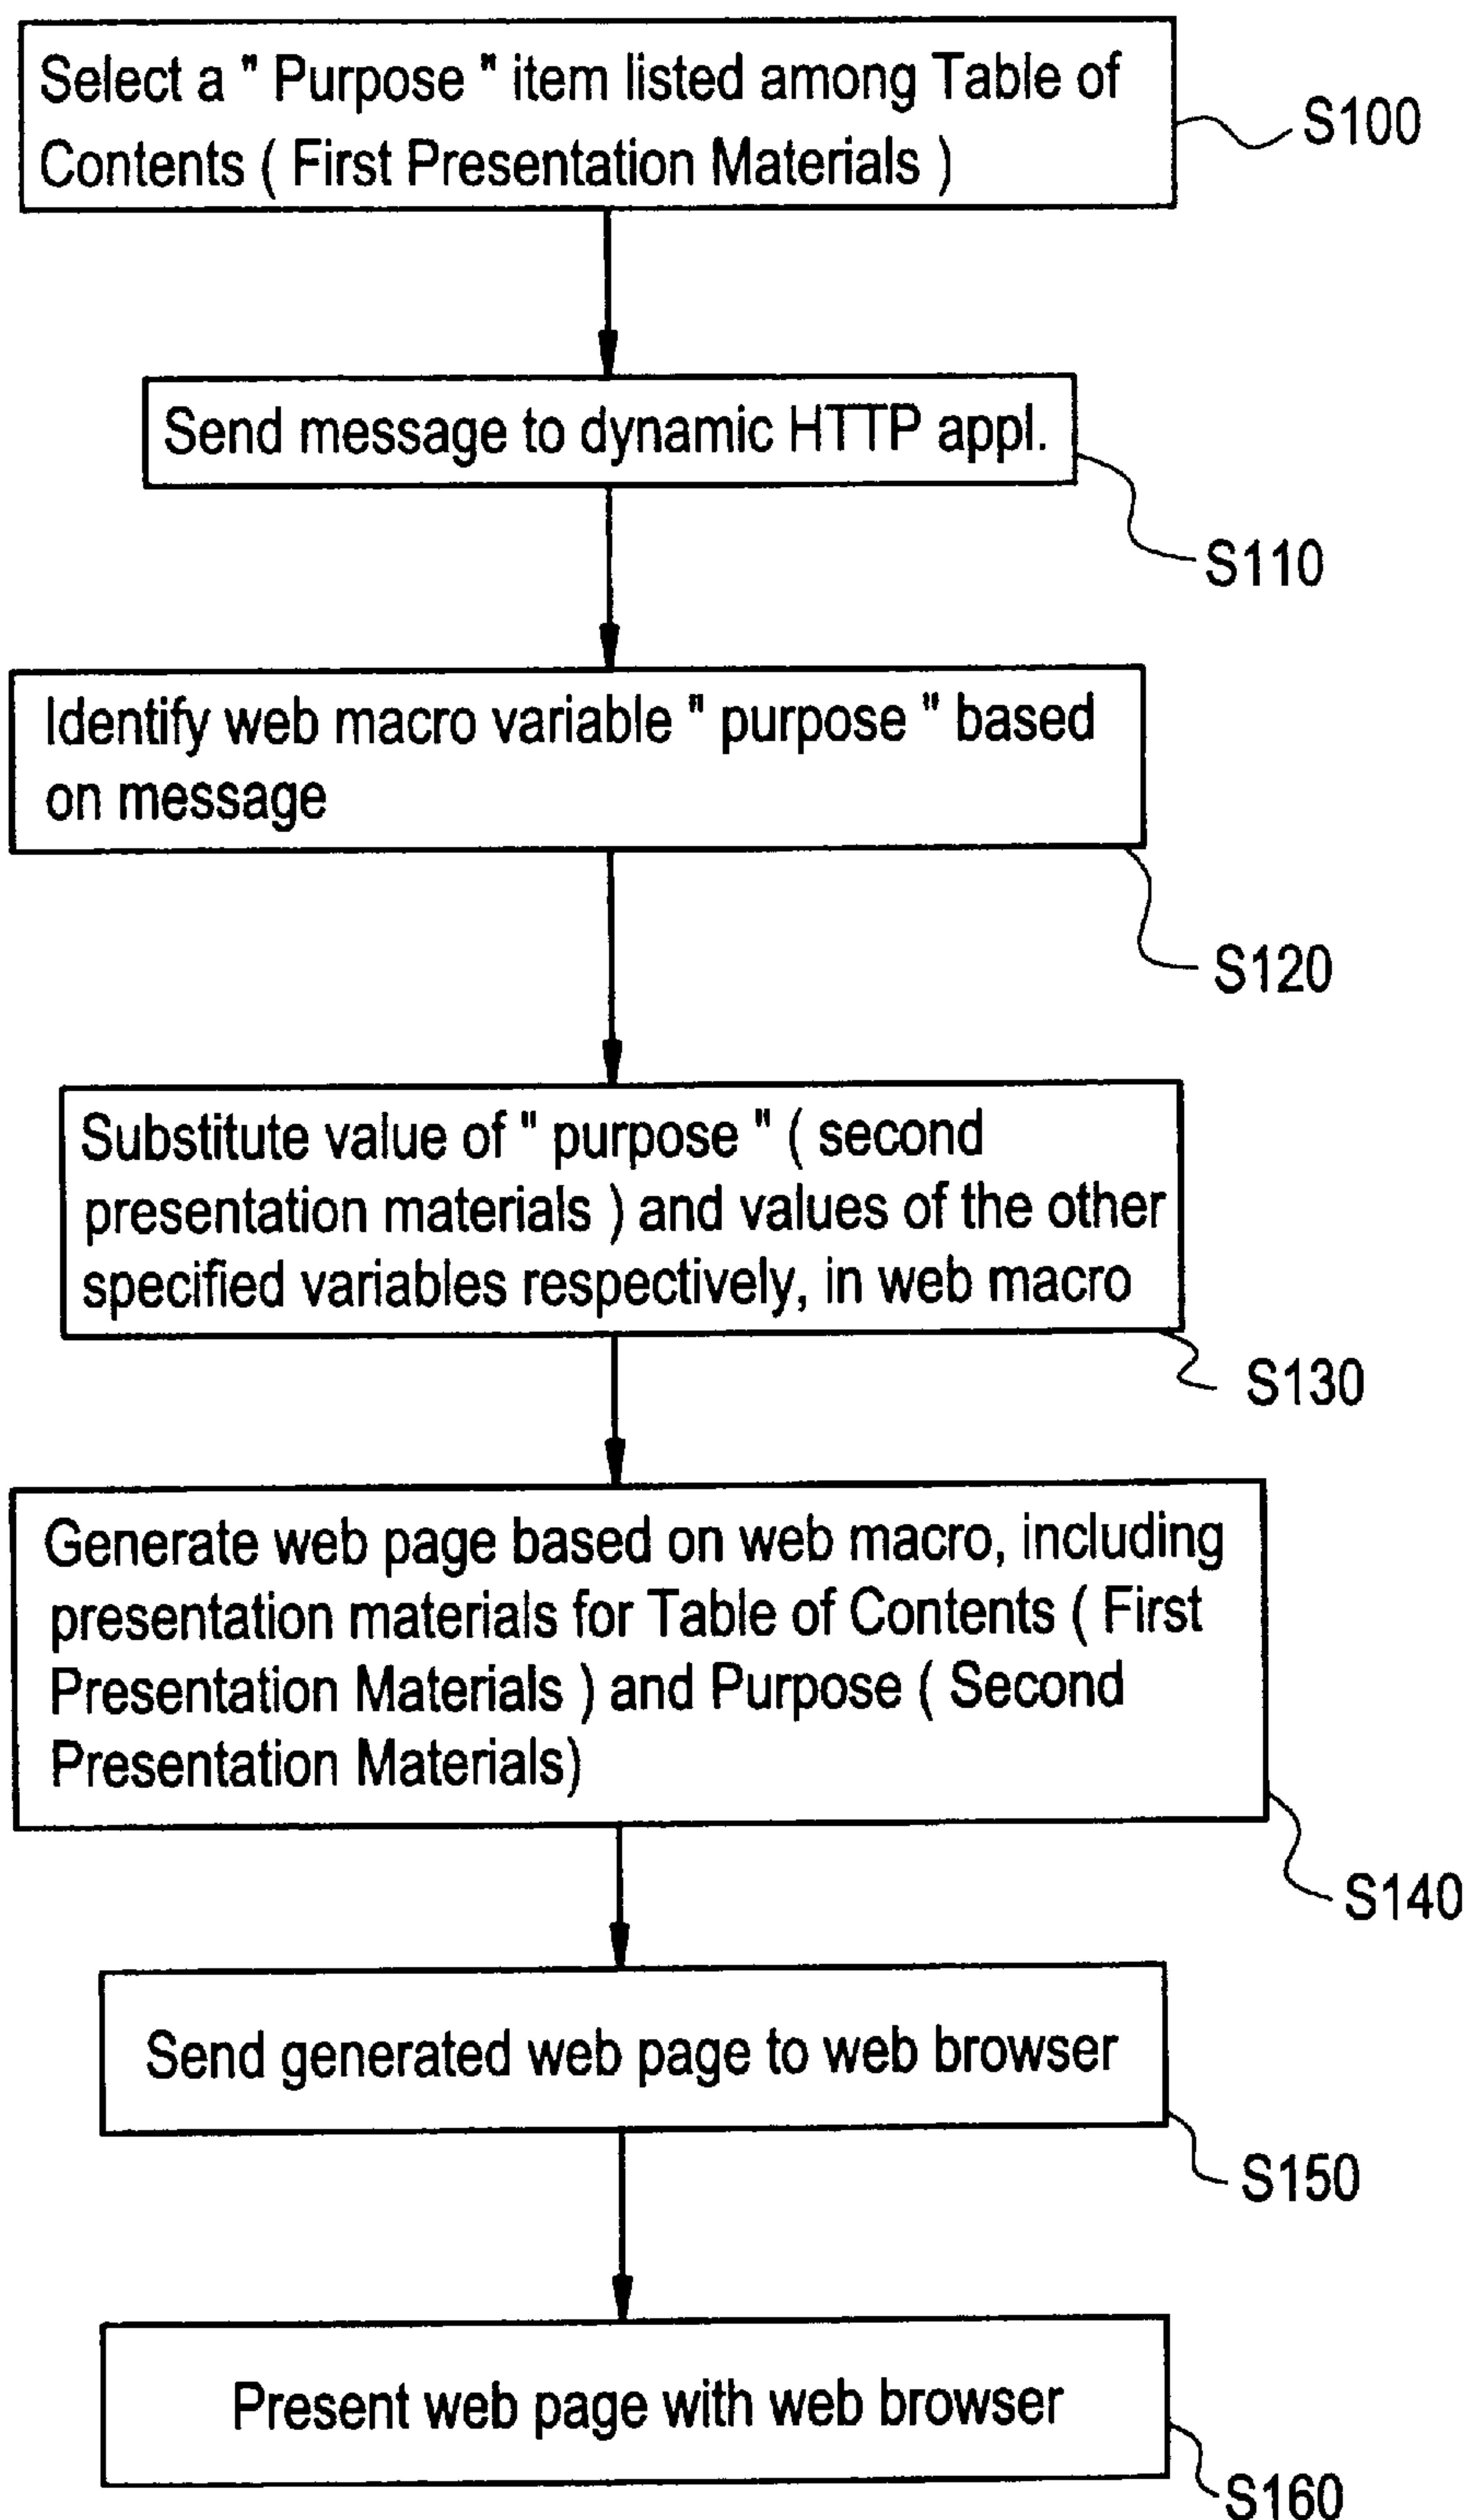 Select a " Purpose " item listed among Table of
Contents ( First Presentation Materials )
S100
Send message to dynamic HTTP appl.
S110
Identify web macro variable " purpose " based
on message
S120
Substitute value of " purpose " ( second
presentation materials ) and values of the other
specified variables respectively, in web macro
S130
Generate web page based on web macro, including
presentation materials for Table of Contents ( First
Presentation Materials ) and Purpose ( Second
Presentation Materials)
S140
Send generated web page to web browser
S150
Present web page with web browser
S160